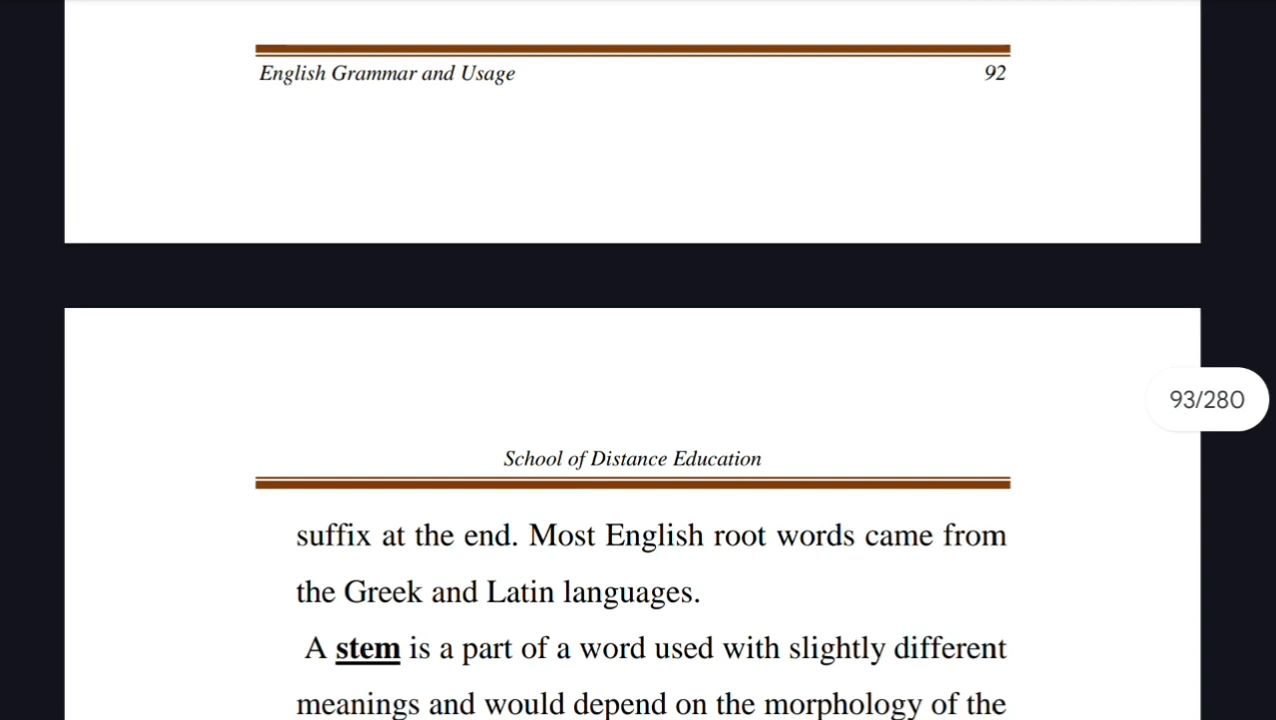 English Grammar and Usage 92
93/280
School of Distance Education
suffix at the end. Most English root words came from
the Greek and Latin languages.
A stem is a part of a word used with slightly different
meanings and would depend on the morphology of the